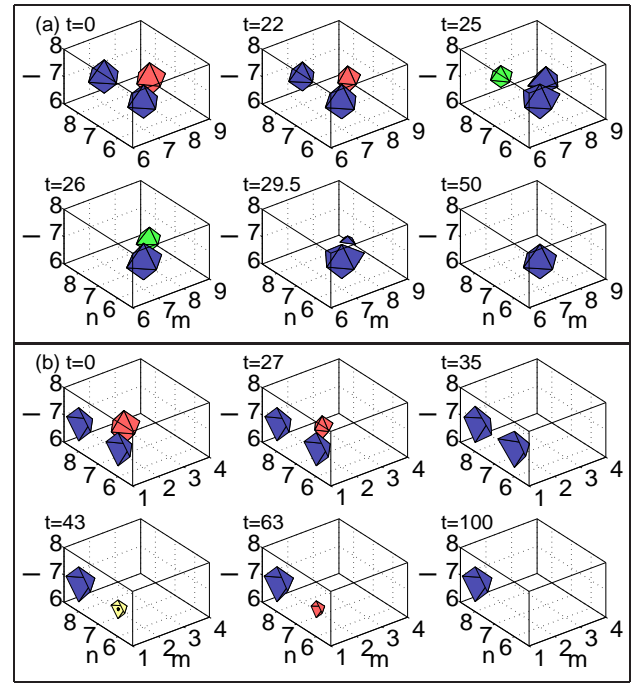 (a) t=0
8
l 7
6
8 7 6 6 7 8 9
t=22
8
l 7
6
8 7 6 6 7 8 9
t=25
8
l 7
6
8 7 6 6 7 8 9
t=26
8
l 7
6
8 7 6 6 7 8 9
n m
t=29.5
8
l 7
6
8 7 6 6 7 8 9
n m
t=50
8
l 7
6
8 7 6 6 7 8 9
n m
(b) t=0
8
l 7
6
8 7 6 1 2 3 4
t=27
8
l 7
6
8 7 6 1 2 3 4
t=35
8
l 7
6
8 7 6 1 2 3 4
t=43
8
l 7
6
8 7 6 1 2 3 4
n m
t=63
8
l 7
6
8 7 6 1 2 3 4
n m
t=100
8
l 7
6
8 7 6 1 2 3 4
n m